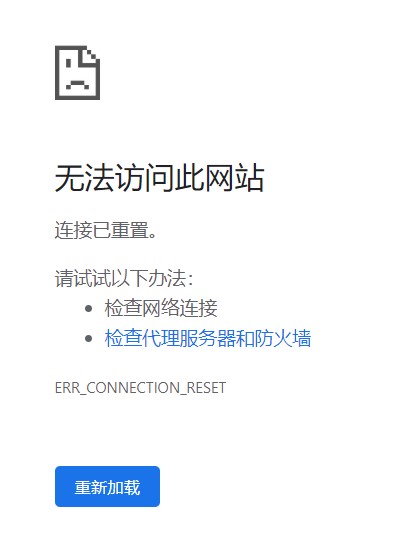 无法访问此网站
连接已重置。
请试试以下办法：
检查网络连接
检查代理服务器和防火墙
ERR_CONNECTION_RESET
重新加载